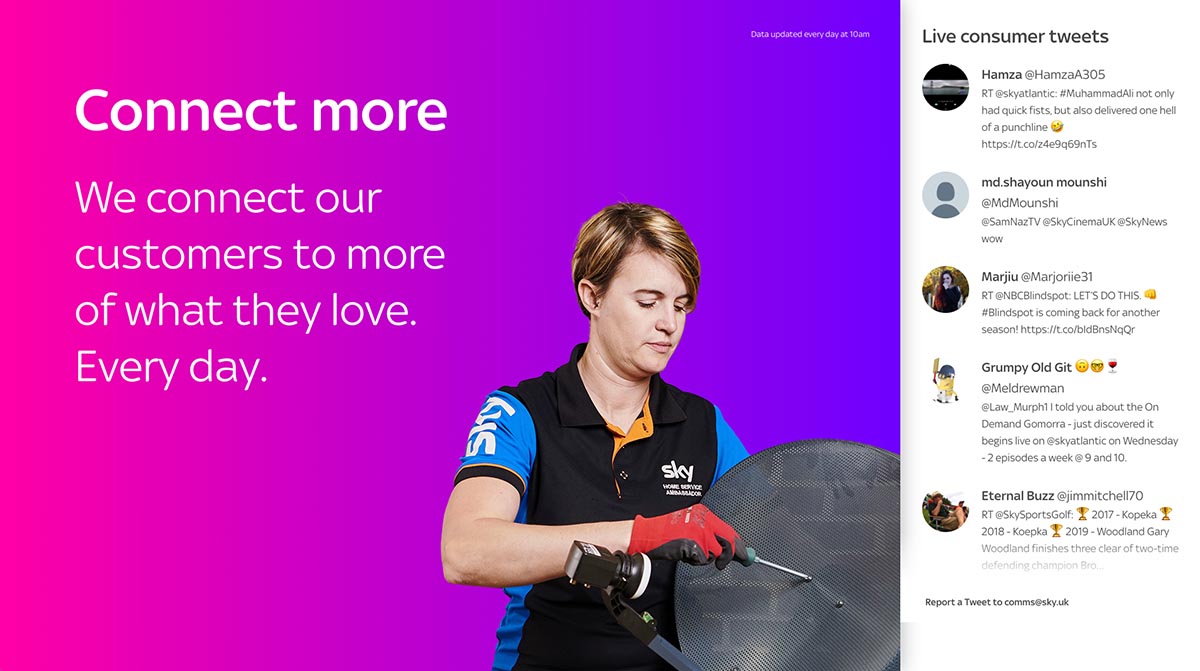 Data updated every day at 10am
Connect more
We connect our
customers to more
of what they love.
Every day.
sky
sky
HOME SERVICE
AMBASSADOR
Live consumer tweets
Hamza @HamzaA305
RT @skyatlantic: #MuhammadAli not only
had quick fists, but also delivered one hell
of a punchline 🤣
https://t.co/z4e9q69nTs
md.shayoun mounshi
@MdMounshi
@SamNazTV @SkyCinemaUK @SkyNews
wow
Marjiu @Marjoriie31
RT @NBCBlindspot: LET'S DO THIS. 👊
#Blindspot is coming back for another
season! https://t.co/bIdBnsNqQr
Grumpy Old Git 🙃🤓🍷
@Meldrewman
@Law_Murph1 I told you about the On
Demand Gomorra - just discovered it
begins live on @skyatlantic on Wednesday
- 2 episodes a week @ 9 and 10.
Eternal Buzz @jimmitchell70
RT @SkySportsGolf: 🏆 2017 - Kopeka 🏆
2018 - Koepka 🏆 2019 - Woodland Gary
Woodland finishes three clear of two-time
defending champion Bro...
Report a Tweet to comms@sky.uk